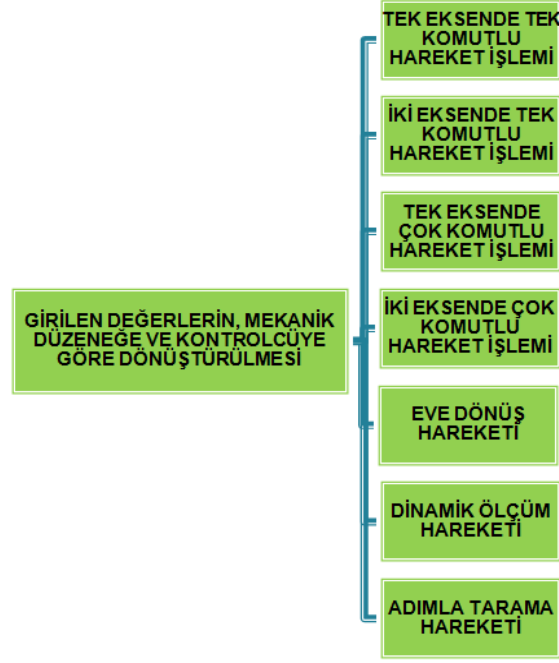 TEK EKSENDE TEK
KOMUTLU
HAREKET İŞLEMİ
İKİ EKSENDE TEK
KOMUTLU
HAREKET İŞLEMİ
TEK EKSENDE
ÇOK KOMUTLU
HAREKET İŞLEMİ
GİRİLEN DEĞERLERİN, MEKANİK
DÜZENEĞE VE KONTROLCÜYE
GÖRE DÖNÜŞTÜRÜLMESİ
İKİ EKSENDE ÇOK
KOMUTLU
HAREKET İŞLEMİ
EVE DÖNÜŞ
HAREKETİ
DİNAMİK ÖLÇÜM
HAREKETİ
ADIMLA TARAMA
HAREKETİ